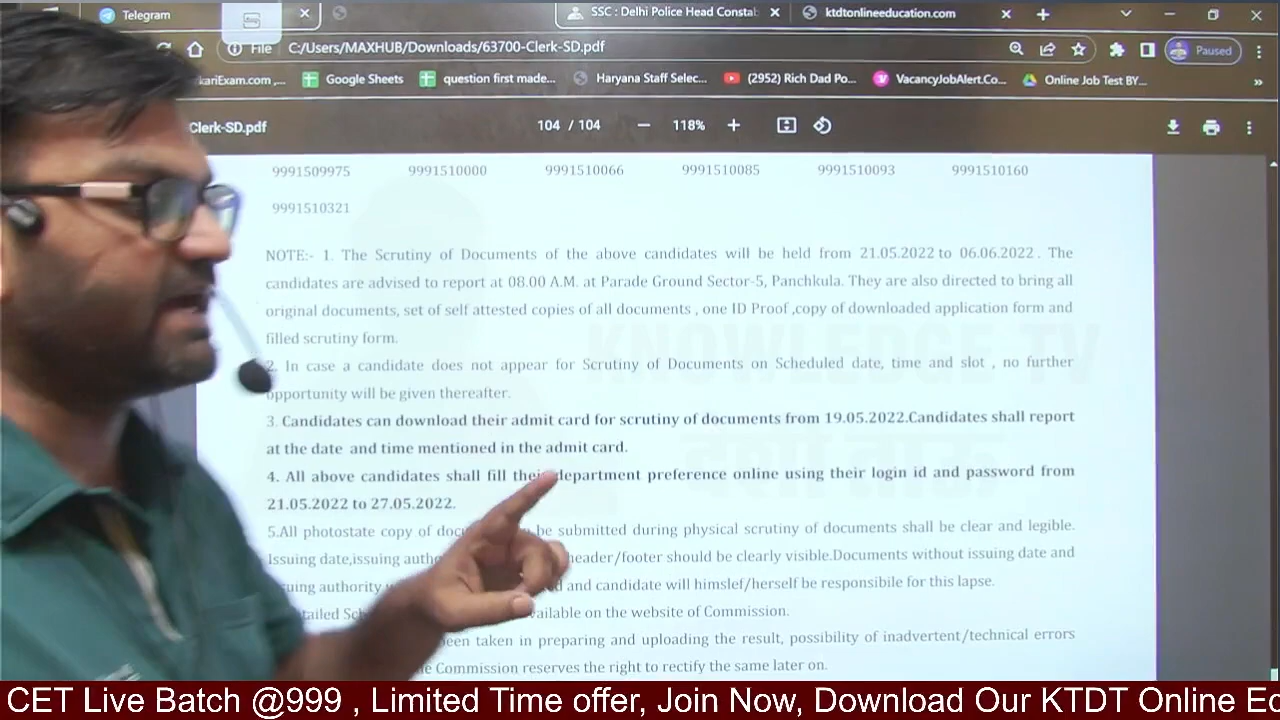 Telegram
SSC : Delhi Police Head Constab
ktdtonlineeducation.com
File
C:/Users/MAXHUB/Downloads/63700-Clerk-SD.pdf
Paused
kariExam.com ,...
Google Sheets
question first made...
Haryana Staff Selec...
(2952) Rich Dad Po...
VacancyJobAlert.Co...
Online Job Test BY...
Clerk-SD.pdf
104 / 104
118%
9991509975 9991510000 9991510066 9991510085 9991510093 9991510160
9991510321
NOTE:- 1. The Scrutiny of Documents of the above candidates will be held from 21.05.2022 to 06.06.2022 . The
candidates are advised to report at 08.00 A.M. at Parade Ground Sector-5, Panchkula. They are also directed to bring all
original documents, set of self attested copies of all documents , one ID Proof ,copy of downloaded application form and
filled scrutiny form.
2. In case a candidate does not appear for Scrutiny of Documents on Scheduled date, time and slot , no further
opportunity will be given thereafter.
3. Candidates can download their admit card for scrutiny of documents from 19.05.2022.Candidates shall report
at the date and time mentioned in the admit card.
4. All above candidates shall fill their department preference online using their login id and password from
21.05.2022 to 27.05.2022.
5.All photostate copy of be submitted during physical scrutiny of documents shall be clear and legible.
Issuing date,issuing header/footer should be clearly visible.Documents without issuing date and
authority and candidate will himslef/herself be responsibile for this lapse.
available on the website of Commission.
been taken in preparing and uploading the result, possibility of inadvertent/technical errors
Commission reserves the right to rectify the same later on.
KNOWLEDGE TV
CET Live Batch @999 , Limited Time offer, Join Now, Download Our KTDT Online Ed